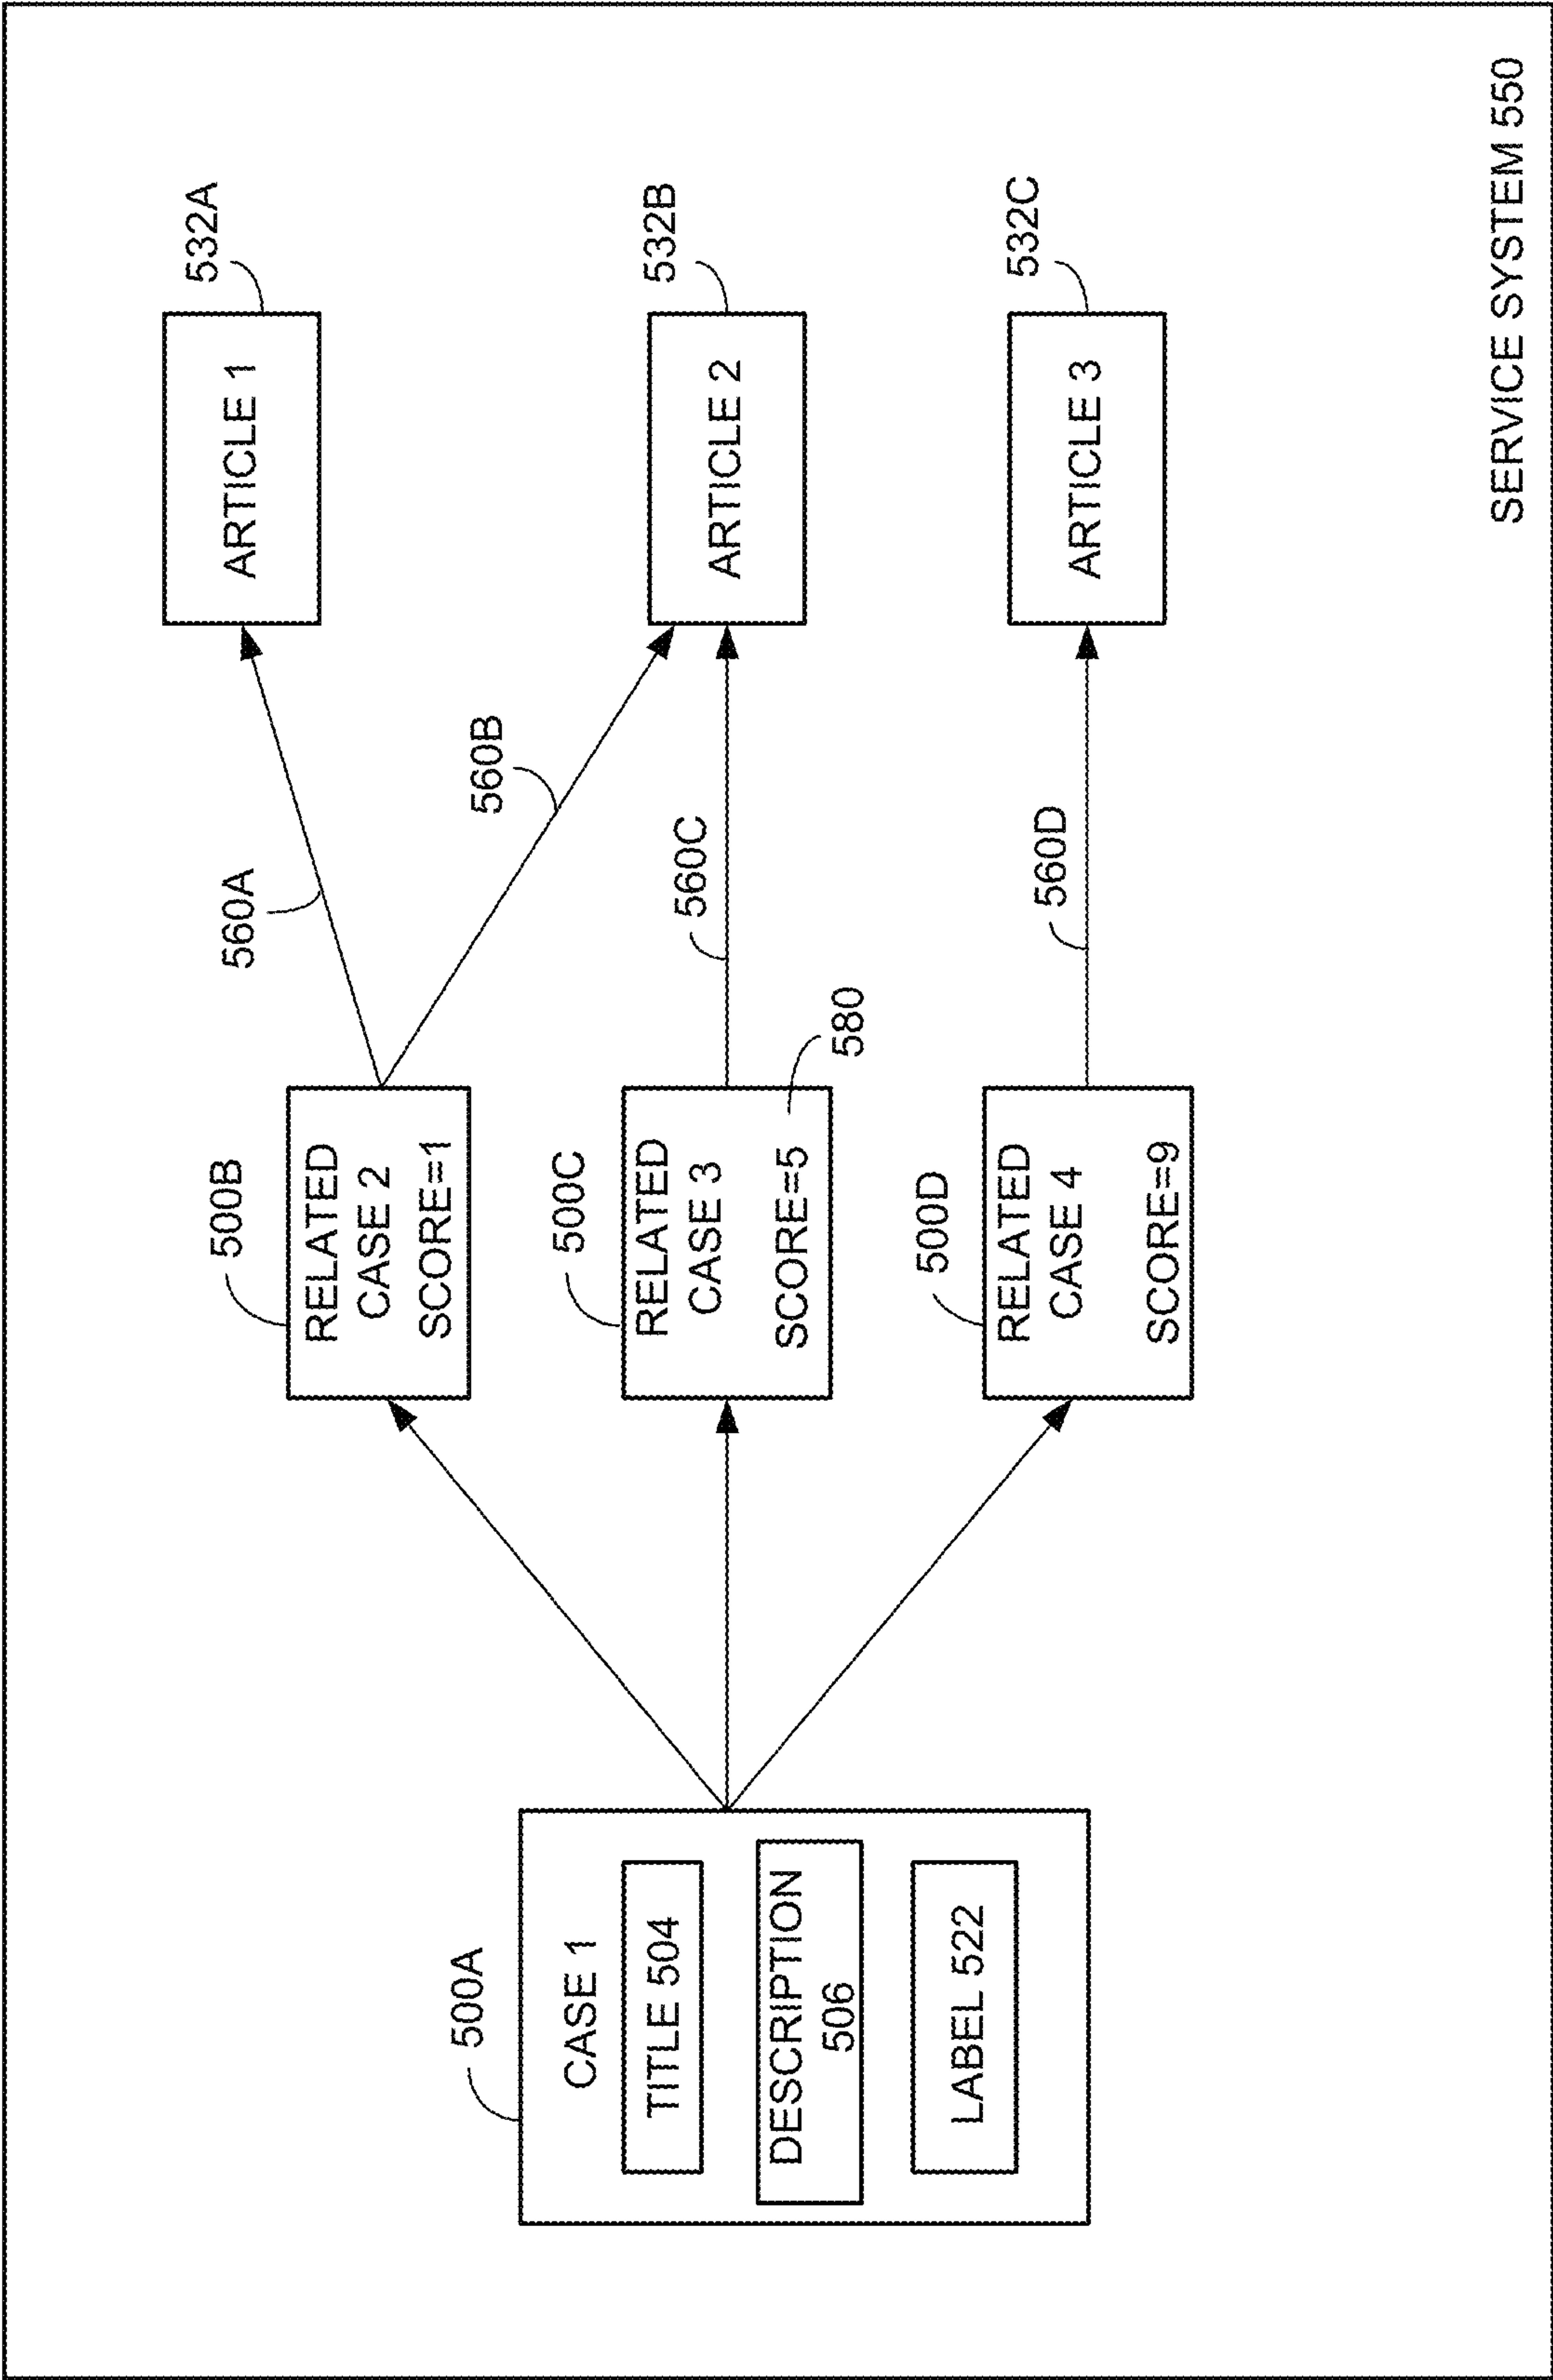 500A
CASE 1
TITLE 504
DESCRIPTION
506
LABEL 522
500B
RELATED
CASE 2
SCORE=1
500C
RELATED
CASE 3
SCORE=5
580
500D
RELATED
CASE 4
SCORE=9
560A
560B
560C
560D
532A
ARTICLE 1
532B
ARTICLE 2
532C
ARTICLE 3
SERVICE SYSTEM 550